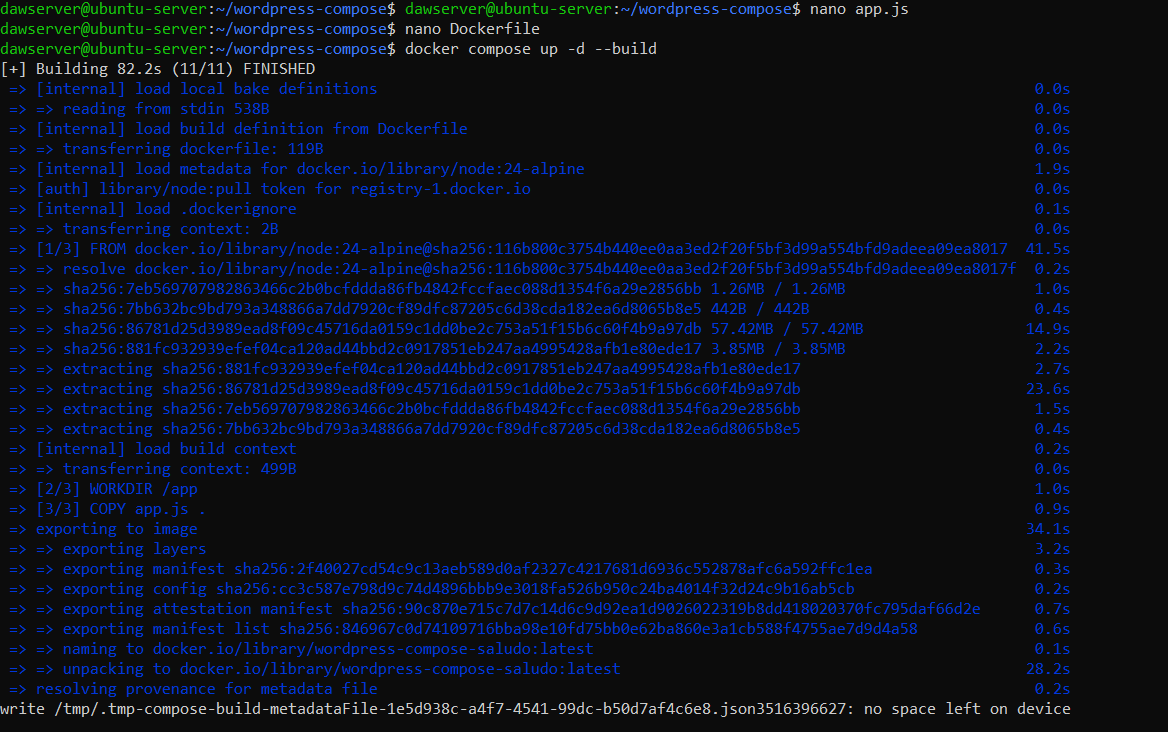 dawserver@ubuntu-server:~/wordpress-compose$ dawserver@ubuntu-server:~/wordpress-compose$ nano app.js
dawserver@ubuntu-server:~/wordpress-compose$ nano Dockerfile
dawserver@ubuntu-server:~/wordpress-compose$ docker compose up -d --build
[+] Building 82.2s (11/11) FINISHED
=> [internal] load local bake definitions 0.0s
=> => reading from stdin 538B 0.0s
=> [internal] load build definition from Dockerfile 0.0s
=> => transferring dockerfile: 119B 0.0s
=> [internal] load metadata for docker.io/library/node:24-alpine 1.9s
=> [auth] library/node:pull token for registry-1.docker.io 0.0s
=> [internal] load .dockerignore 0.1s
=> => transferring context: 2B 0.0s
=> [1/3] FROM docker.io/library/node:24-alpine@sha256:116b800c3754b440ee0aa3ed2f20f5bf3d99a554bfd9adeea09ea8017 41.5s
=> => resolve docker.io/library/node:24-alpine@sha256:116b800c3754b440ee0aa3ed2f20f5bf3d99a554bfd9adeea09ea8017f 0.2s
=> => sha256:7eb569707982863466c2b0bcfddda86fb4842fccfaec088d1354f6a29e2856bb 1.26MB / 1.26MB 1.0s
=> => sha256:7bb632bc9bd793a348866a7dd7920cf89dfc87205c6d38cda182ea6d8065b8e5 442B / 442B 0.4s
=> => sha256:86781d25d3989ead8f09c45716da0159c1dd0be2c753a51f15b6c60f4b9a97db 57.42MB / 57.42MB 14.9s
=> => sha256:881fc932939efef04ca120ad44bbd2c0917851eb247aa4995428afb1e80ede17 3.85MB / 3.85MB 2.2s
=> => extracting sha256:881fc932939efef04ca120ad44bbd2c0917851eb247aa4995428afb1e80ede17 2.7s
=> => extracting sha256:86781d25d3989ead8f09c45716da0159c1dd0be2c753a51f15b6c60f4b9a97db 23.6s
=> => extracting sha256:7eb569707982863466c2b0bcfddda86fb4842fccfaec088d1354f6a29e2856bb 1.5s
=> => extracting sha256:7bb632bc9bd793a348866a7dd7920cf89dfc87205c6d38cda182ea6d8065b8e5 0.4s
=> [internal] load build context 0.2s
=> => transferring context: 499B 0.0s
=> [2/3] WORKDIR /app 1.0s
=> [3/3] COPY app.js . 0.9s
=> exporting to image 34.1s
=> => exporting layers 3.2s
=> => exporting manifest sha256:2f40027cd54c9c13aeb589d0af2327c4217681d6936c552878afc6a592ffc1ea 0.3s
=> => exporting config sha256:cc3c587e798d9c74d4896bbb9e3018fa526b950c24ba4014f32d24c9b16ab5cb 0.2s
=> => exporting attestation manifest sha256:90c870e715c7d7c14d6c9d92ea1d9026022319b8dd418020370fc795daf66d2e 0.7s
=> => exporting manifest list sha256:846967c0d74109716bba98e10fd75bb0e62ba860e3a1cb588f4755ae7d9d4a58 0.6s
=> => naming to docker.io/library/wordpress-compose-saludo:latest 0.1s
=> => unpacking to docker.io/library/wordpress-compose-saludo:latest 28.2s
=> resolving provenance for metadata file 0.2s
write /tmp/.tmp-compose-build-metadataFile-1e5d938c-a4f7-4541-99dc-b50d7af4c6e8.json3516396627: no space left on device